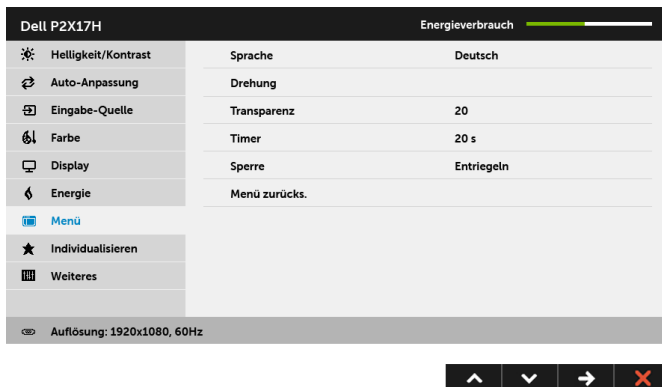 Dell P2X17H Energieverbrauch
Helligkeit/Kontrast Sprache Deutsch
Auto-Anpassung Drehung
Eingabe-Quelle Transparenz 20
Farbe Timer 20 s
Display Sperre Entriegeln
Energie Menü zurücks.
Menü
Individualisieren
Weiteres
Auflösung: 1920x1080, 60Hz